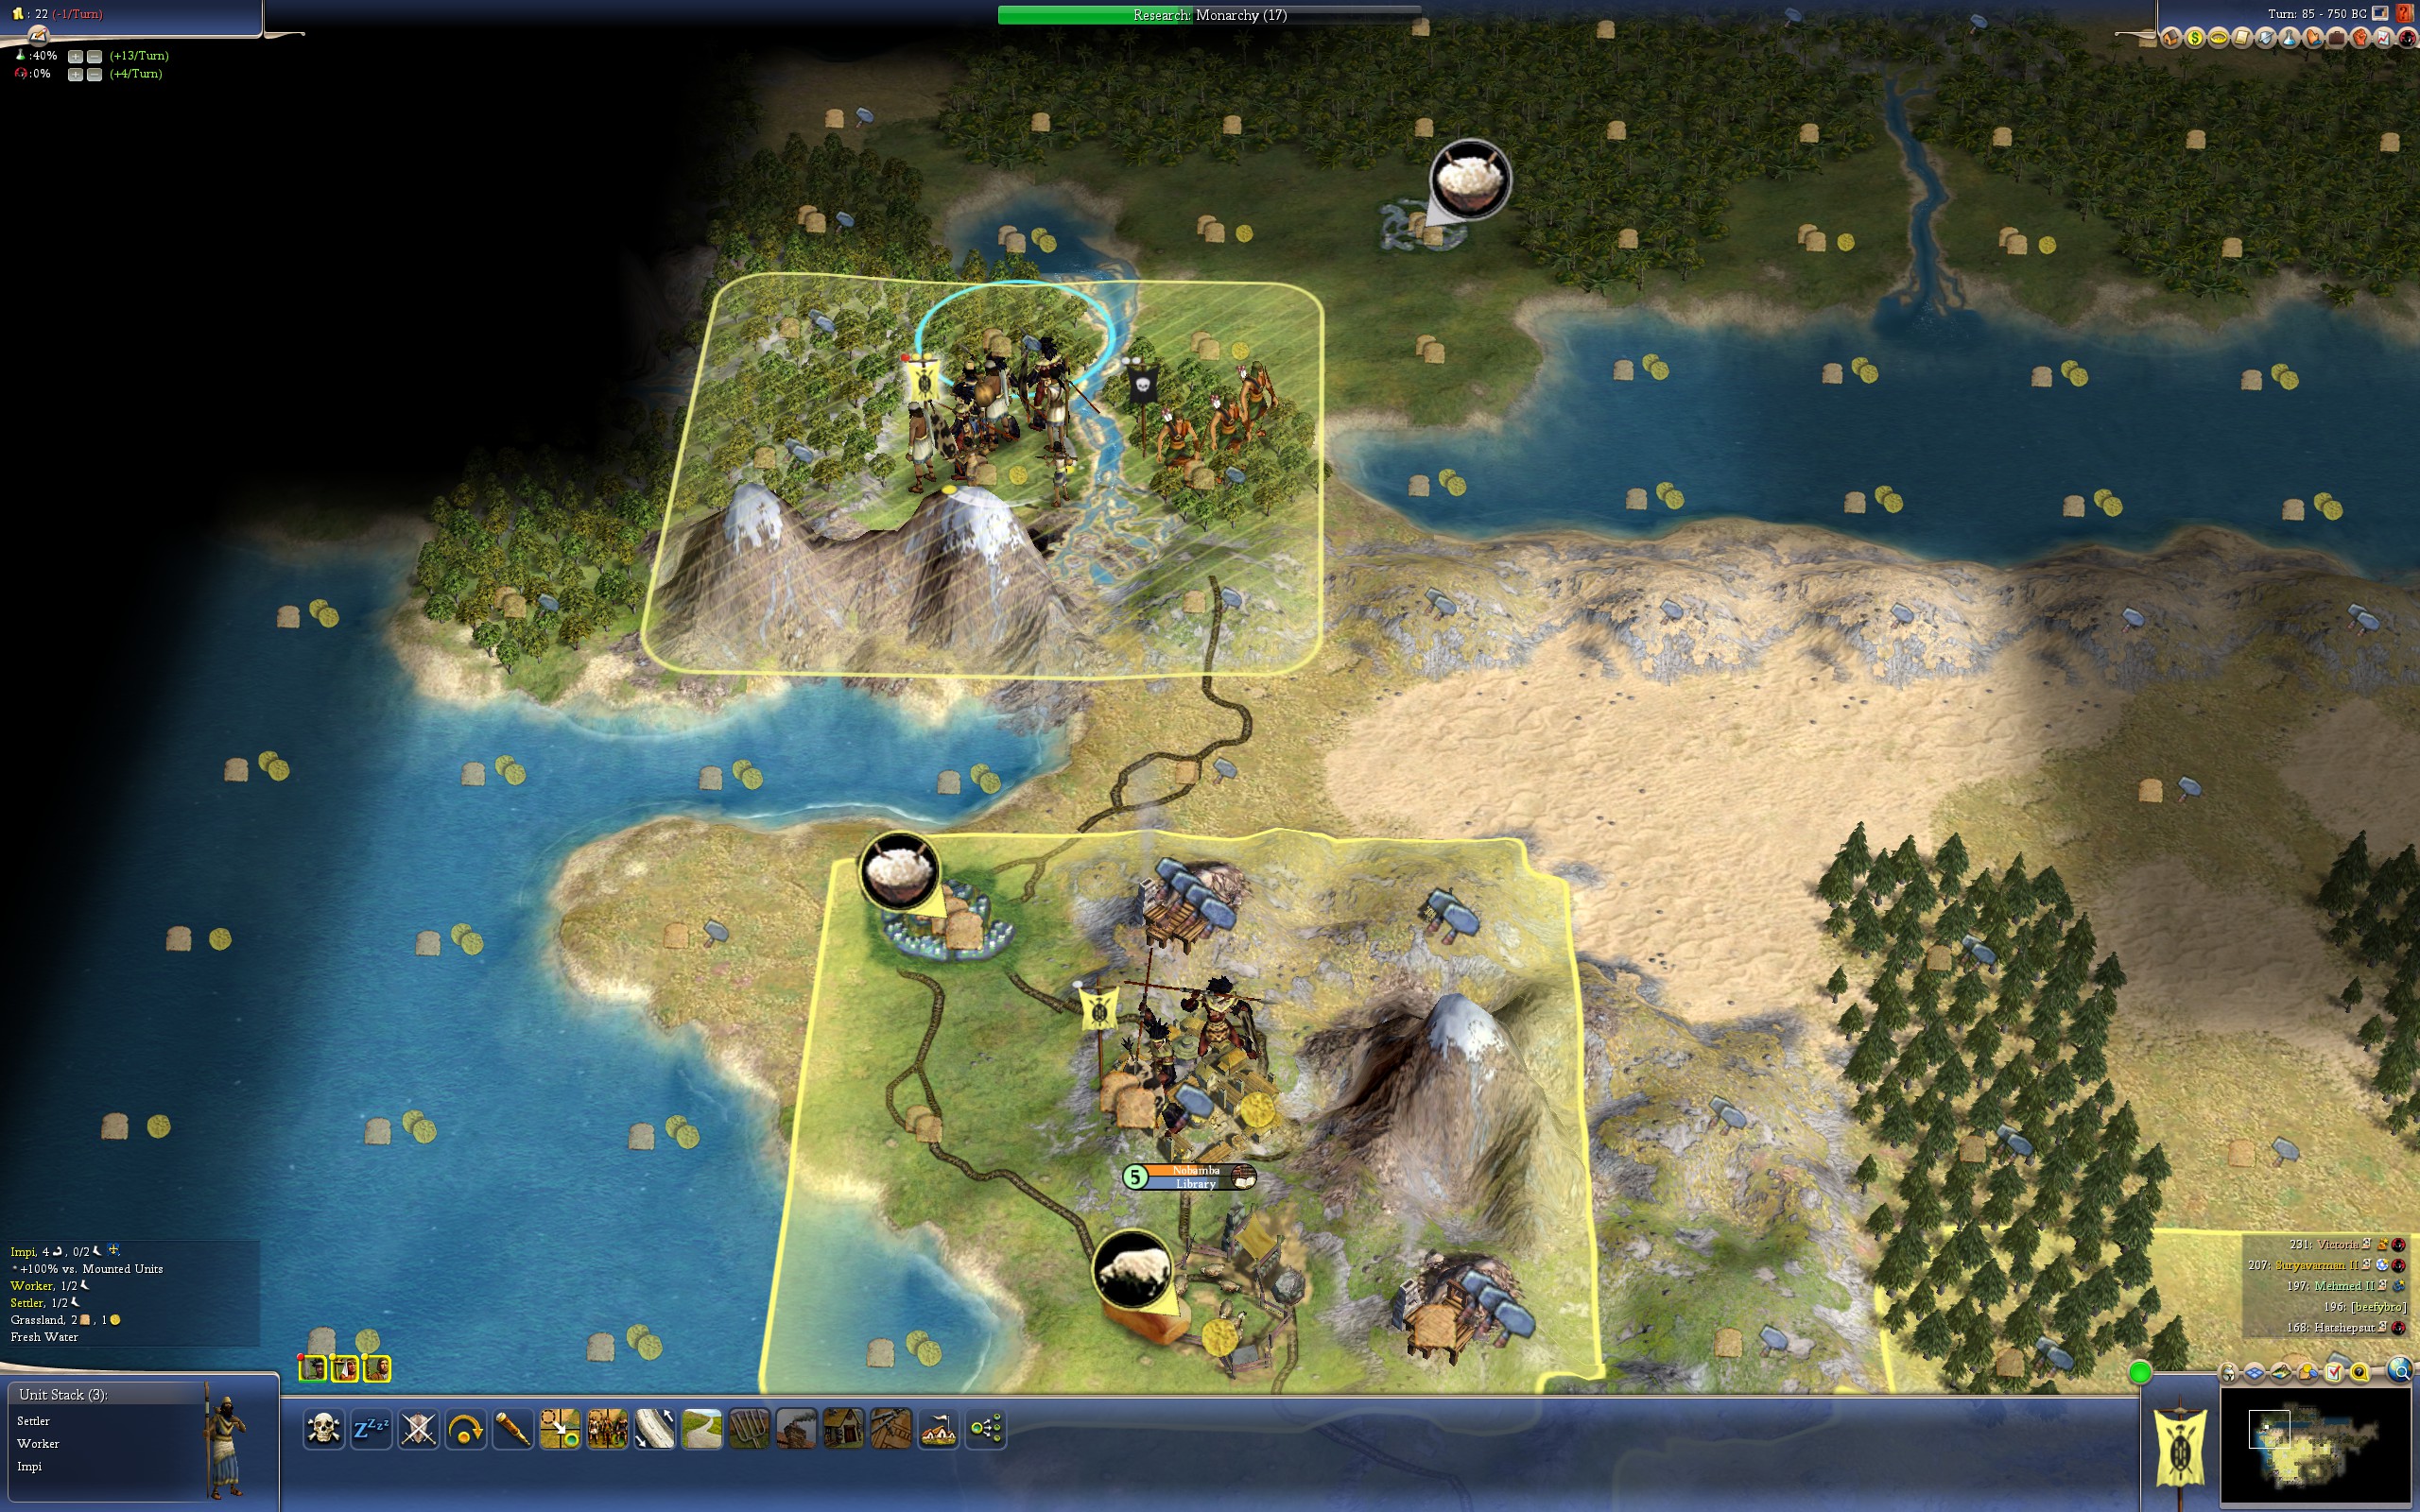 : 22 (-1/Turn)
Research: Monarchy (17)
Turn: 85 - 750 BC
:40% (+13/Turn)
:0% (+4/Turn)
5 Nobamba
Library
Impi, 4 , 0/2
* +100% vs. Mounted Units
Worker, 1/2
Settler, 1/2
Grassland, 2 , 1
Fresh Water
231: Victoria
207: Suryavarman II
197: Mehmed II
196: [beefybro]
168: Hatshepsut
Unit Stack (3):
Settler
Worker
Impi
ZZZzz